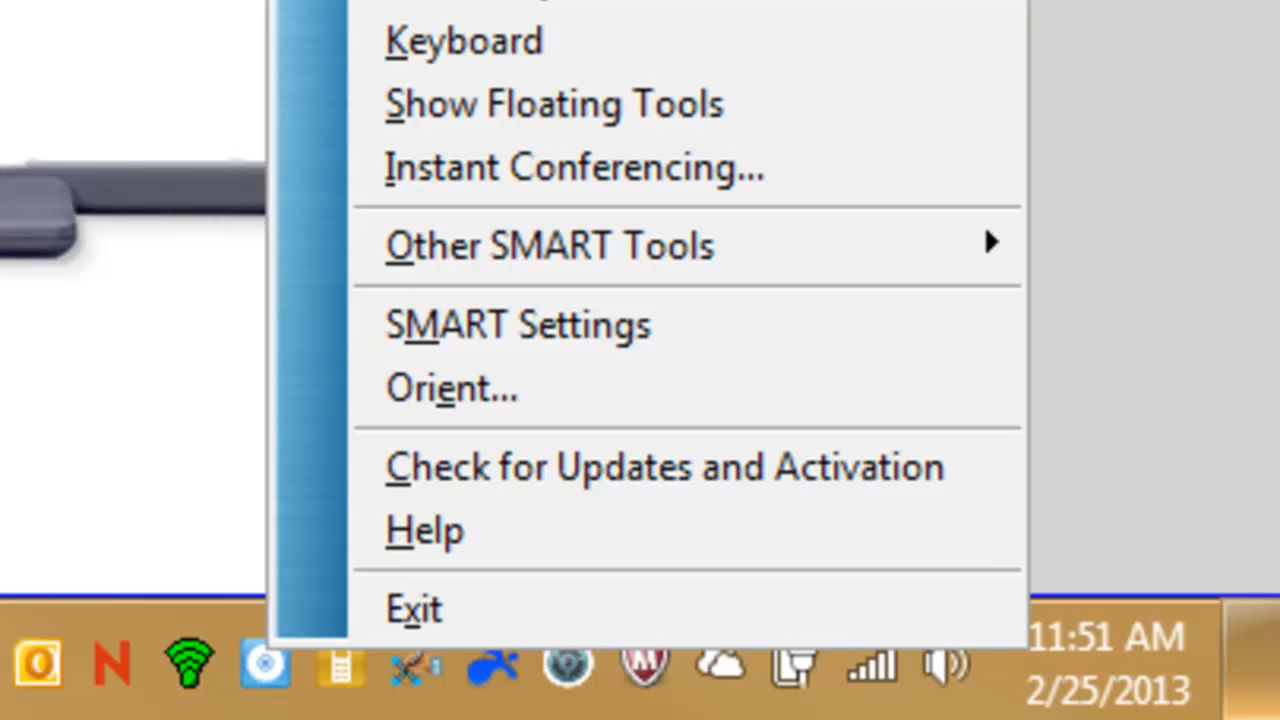 Keyboard
Show Floating Tools
Instant Conferencing...
Other SMART Tools
SMART Settings
Orient...
Check for Updates and Activation
Help
Exit
11:51 AM
2/25/2013